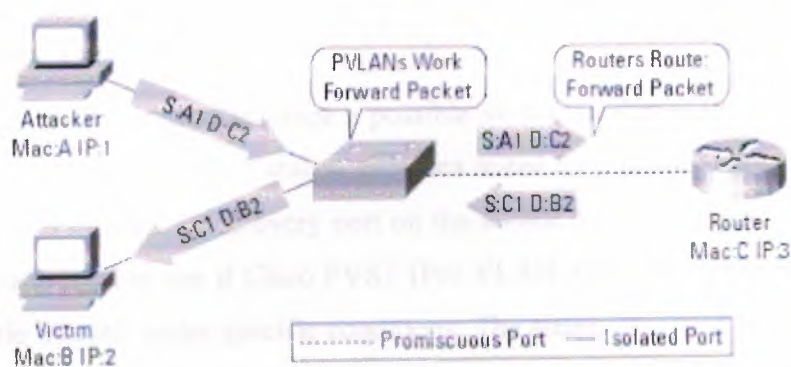 PVLANs Work
Forward Packet
Routers Route:
Forward Packet
Attacker
Mac:A IP:1
S:A1 D:C2
S:A1 D:C2
S:C1 D:B2
S:C1 D:B2
Router
Mac:C IP:3
Victim
Mac:B IP:2
Promiscuous Port
Isolated Port